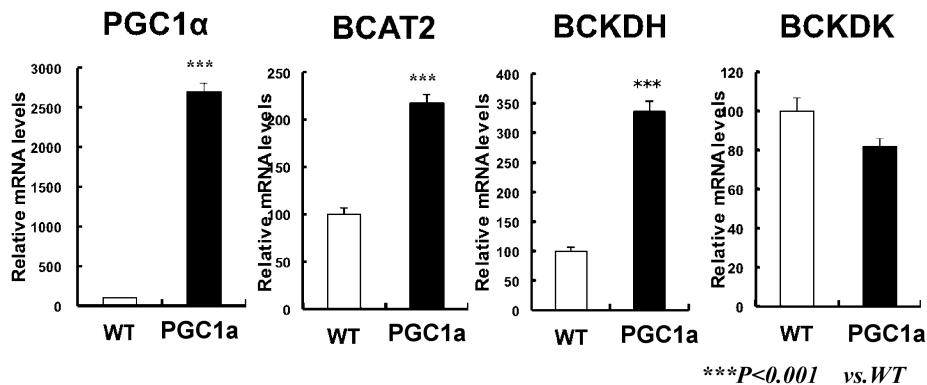 PGC1α
Relative mRNA levels
3000
2500
2000
1500
1000
500
0
***
WT
PGC1a
BCAT2
Relative mRNA levels
250
200
150
100
50
0
***
WT
PGC1a
BCKDH
Relative mRNA levels
400
350
300
250
200
150
100
50
0
***
WT
PGC1a
BCKDK
Relative mRNA levels
120
100
80
60
40
20
0
WT
PGC1a
***P<0.001 vs.WT